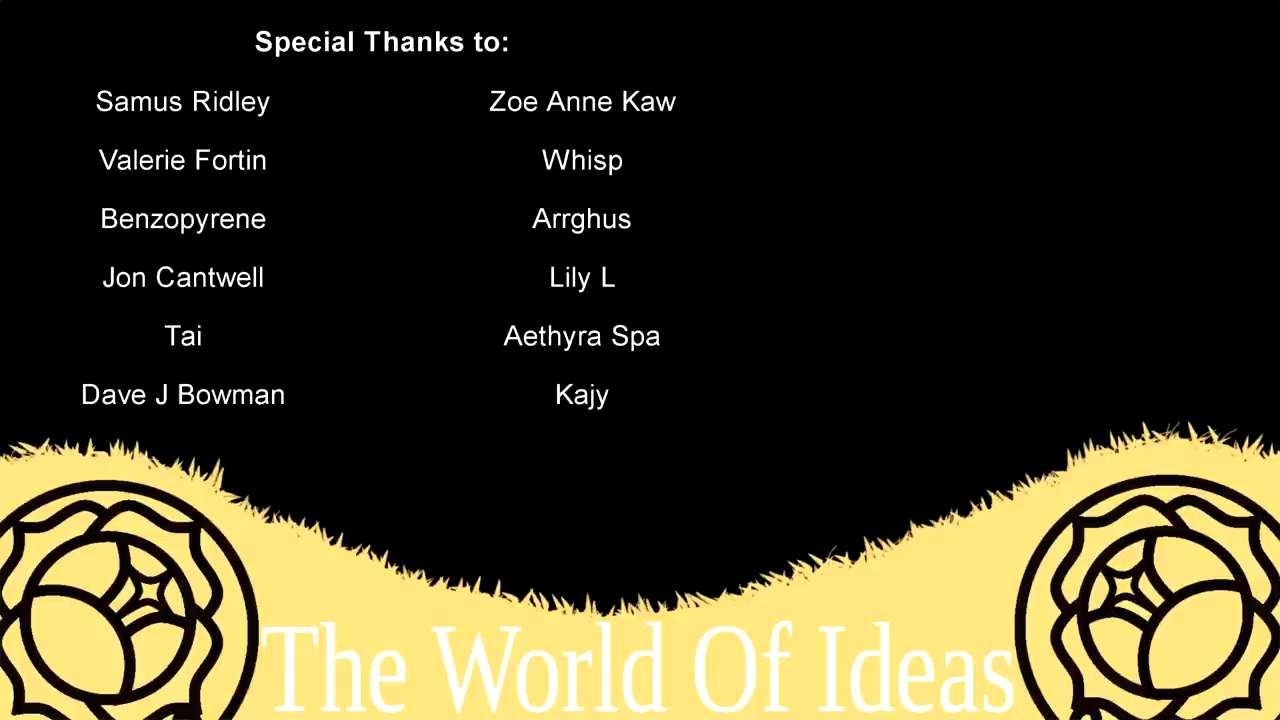 Special Thanks to:
Samus Ridley
Zoe Anne Kaw
Valerie Fortin
Whisp
Benzopyrene
Arrghus
Jon Cantwell
Lily L
Tai
Aethyra Spa
Dave J Bowman
Kajy
The World Of Ideas